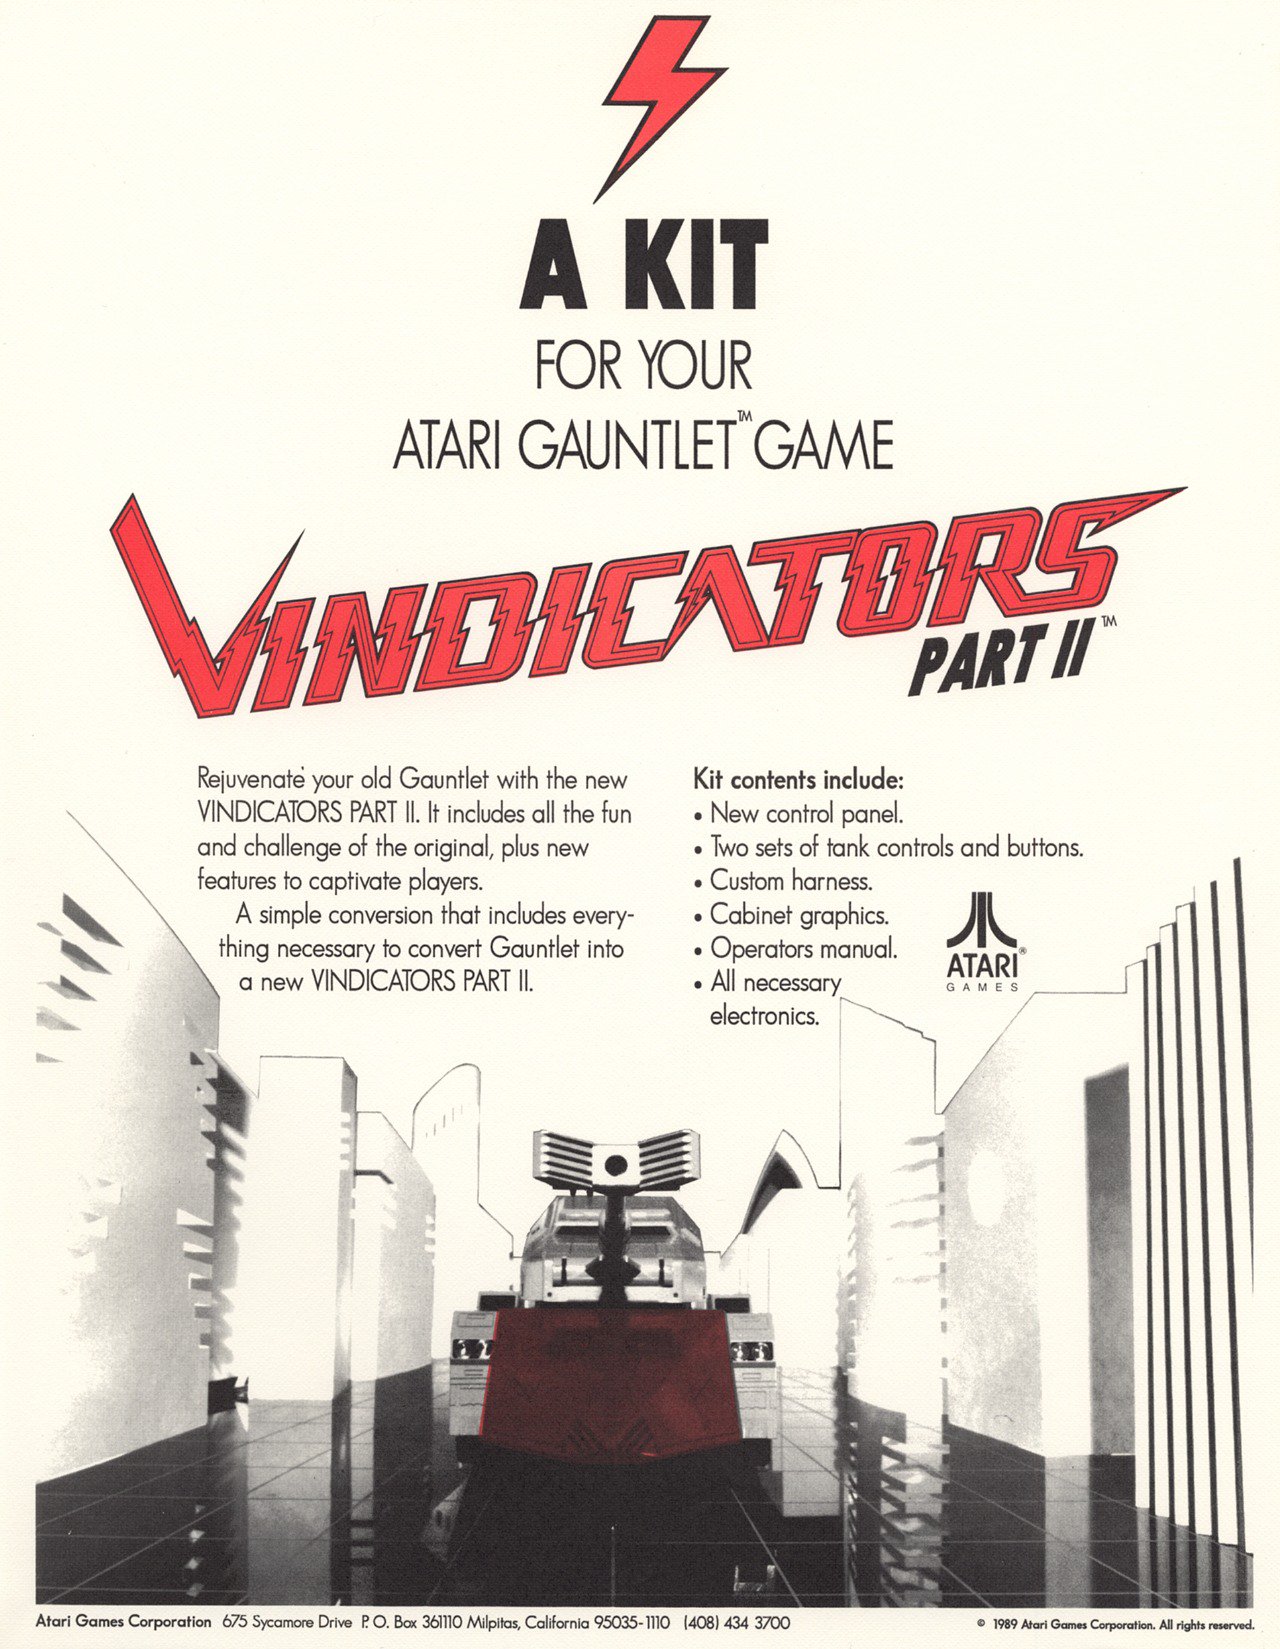 A KIT
FOR YOUR
ATARI GAUNTLET™ GAME
VINDICATORS
PART II™
Rejuvenate your old Gauntlet with the new
VINDICATORS PART II. It includes all the fun
and challenge of the original, plus new
features to captivate players.
A simple conversion that includes every-
thing necessary to convert Gauntlet into
a new VINDICATORS PART II.
Kit contents include:
• New control panel.
• Two sets of tank controls and buttons.
• Custom harness.
• Cabinet graphics.
• Operators manual.
• All necessary
electronics.
ATARI®
GAMES
Atari Games Corporation 675 Sycamore Drive P.O. Box 361110 Milpitas, California 95035-1110 (408) 434 3700
© 1989 Atari Games Corporation. All rights reserved.